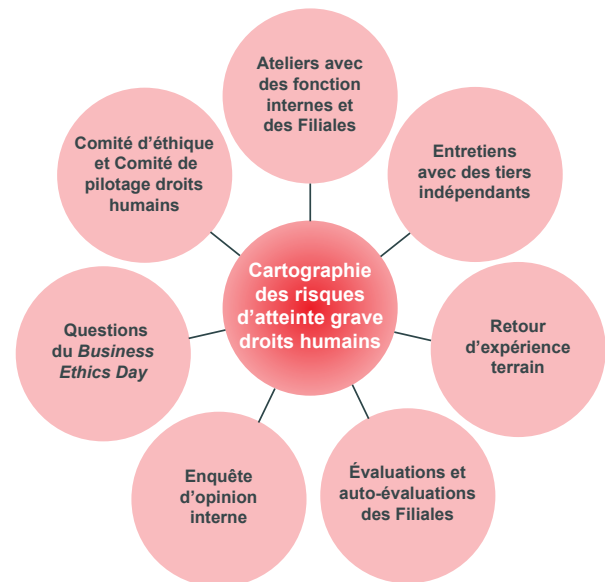 Ateliers avec
des fonction
internes et
des Filiales
Entretiens
avec des tiers
indépendants
Retour
d'expérience
terrain
Évaluations et
auto-évaluations
des Filiales
Enquête
d'opinion
interne
Questions
du Business
Ethics Day
Comité d'éthique
et Comité de
pilotage droits
humains
Cartographie
des risques
d'atteinte grave
droits humains